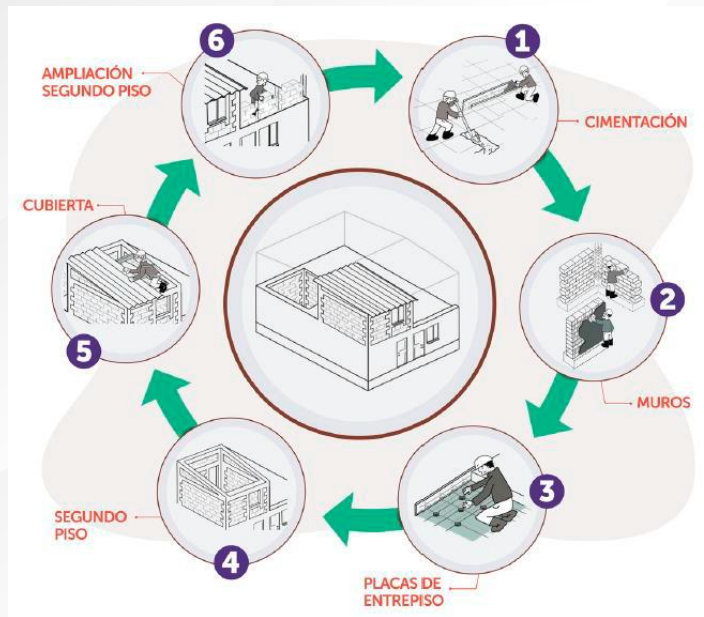 1
CIMENTACIÓN
2
MUROS
3
PLACAS DE
ENTREPISO
4
SEGUNDO
PISO
5
CUBIERTA
6
AMPLIACIÓN
SEGUNDO PISO